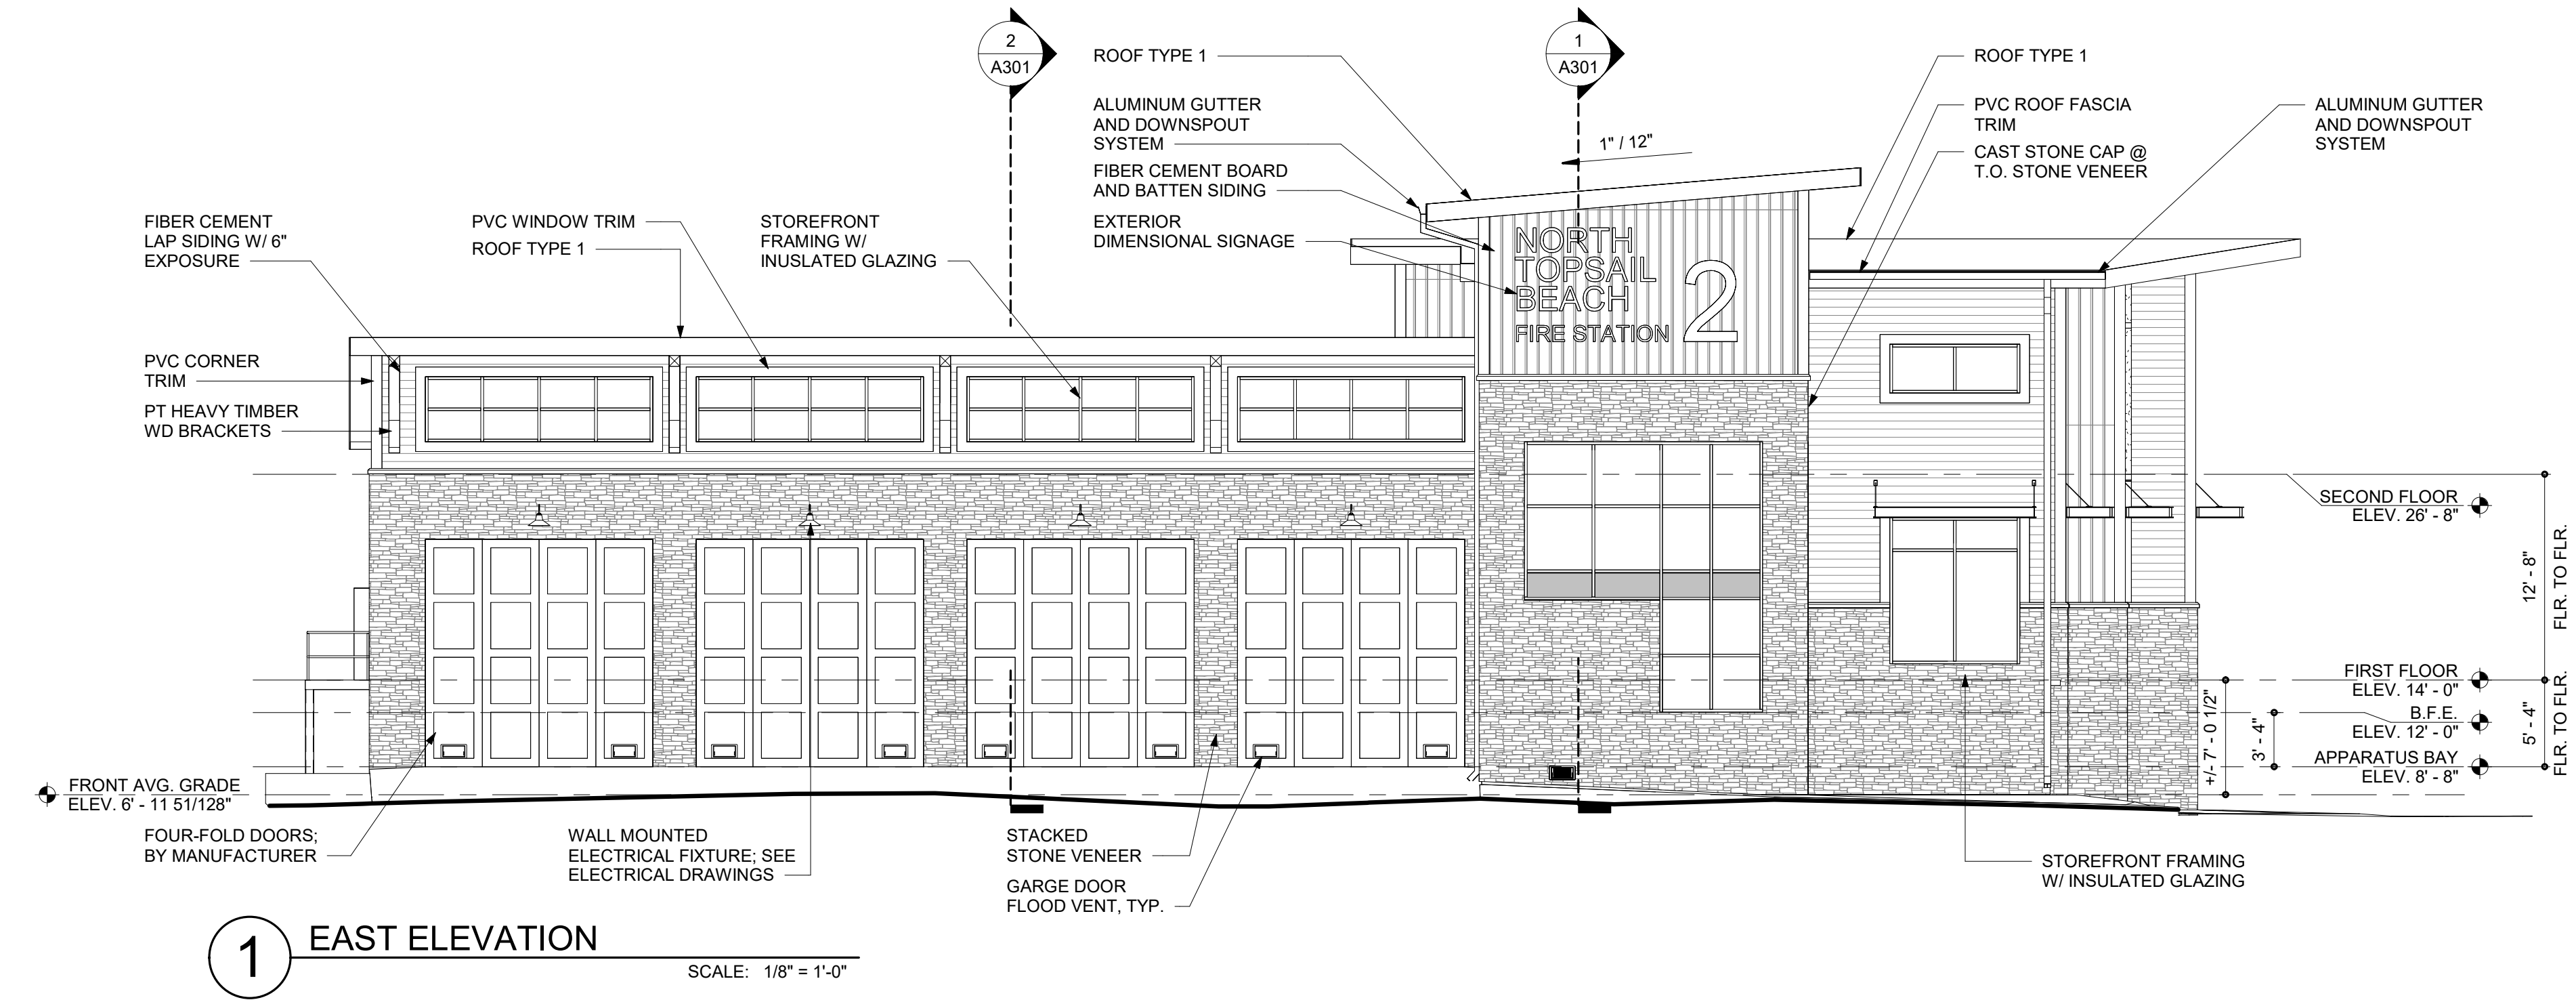 2
A301
1
A301
ROOF TYPE 1
ROOF TYPE 1
ALUMINUM GUTTER
AND DOWNSPOUT
SYSTEM
1" / 12"
PVC ROOF FASCIA
TRIM
ALUMINUM GUTTER
AND DOWNSPOUT
SYSTEM
CAST STONE CAP @
T.O. STONE VENEER
FIBER CEMENT BOARD
AND BATTEN SIDING
EXTERIOR
DIMENSIONAL SIGNAGE
FIBER CEMENT
LAP SIDING W/ 6"
EXPOSURE
PVC WINDOW TRIM
ROOF TYPE 1
STOREFRONT
FRAMING W/
INUSLATED GLAZING
NORTH
TOPSAIL
BEACH
FIRE STATION
2
PVC CORNER
TRIM
PT HEAVY TIMBER
WD BRACKETS
SECOND FLOOR
ELEV. 26' - 8"
12' - 8"
FLR. TO FLR.
FIRST FLOOR
ELEV. 14' - 0"
B.F.E.
ELEV. 12' - 0"
APPARATUS BAY
ELEV. 8' - 8"
+/- 7' - 0 1/2"
3' - 4"
5' - 4"
FLR. TO FLR.
FRONT AVG. GRADE
ELEV. 6' - 11 51/128"
FOUR-FOLD DOORS;
BY MANUFACTURER
WALL MOUNTED
ELECTRICAL FIXTURE; SEE
ELECTRICAL DRAWINGS
STACKED
STONE VENEER
GARGE DOOR
FLOOD VENT, TYP.
STOREFRONT FRAMING
W/ INSULATED GLAZING
1
EAST ELEVATION
SCALE: 1/8" = 1'-0"